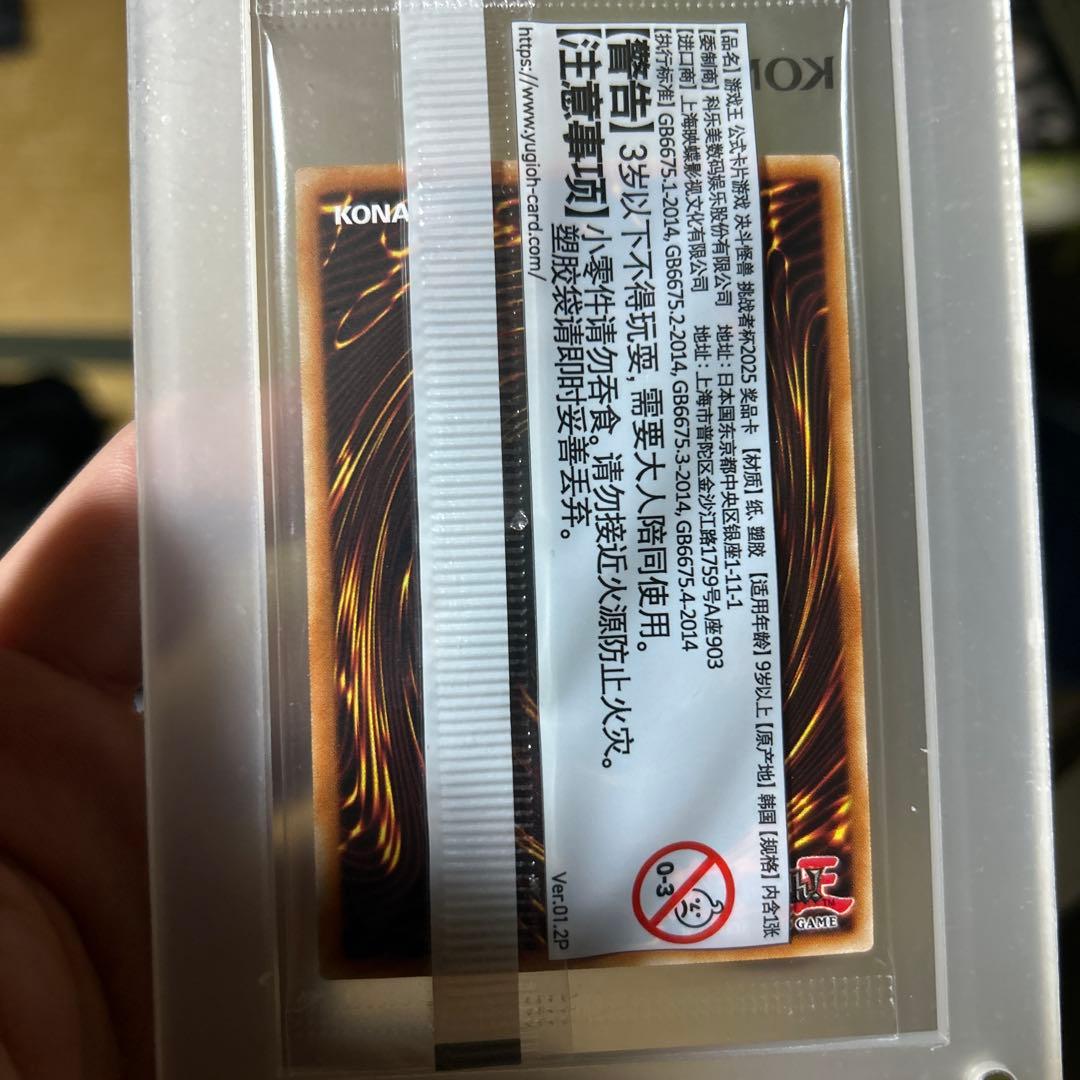 【品名】游戏王 公式卡片游戏 决斗怪兽 挑战者杯2025 奖品卡 【材质】纸、塑胶 【适用年龄】9岁以上【原产地】韩国【规格】内含1张
【委制商】科乐美数码娱乐股份有限公司 地址:日本国东京都中央区银座1-11-1
【进口商】上海映蝶影视文化有限公司 地址:上海市普陀区金沙江路1759号A座903
【执行标准】GB6675.1-2014, GB6675.2-2014, GB6675.3-2014, GB6675.4-2014
【警告】3岁以下不得玩耍,需要大人陪同使用。
【注意事项】小零件请勿吞食。请勿接近火源防止火灾。
塑胶袋请即时妥善丢弃。
https://www.yugioh-card.com/
Ver.01.2P
0-3
KONA
KON
王
TM
GAME